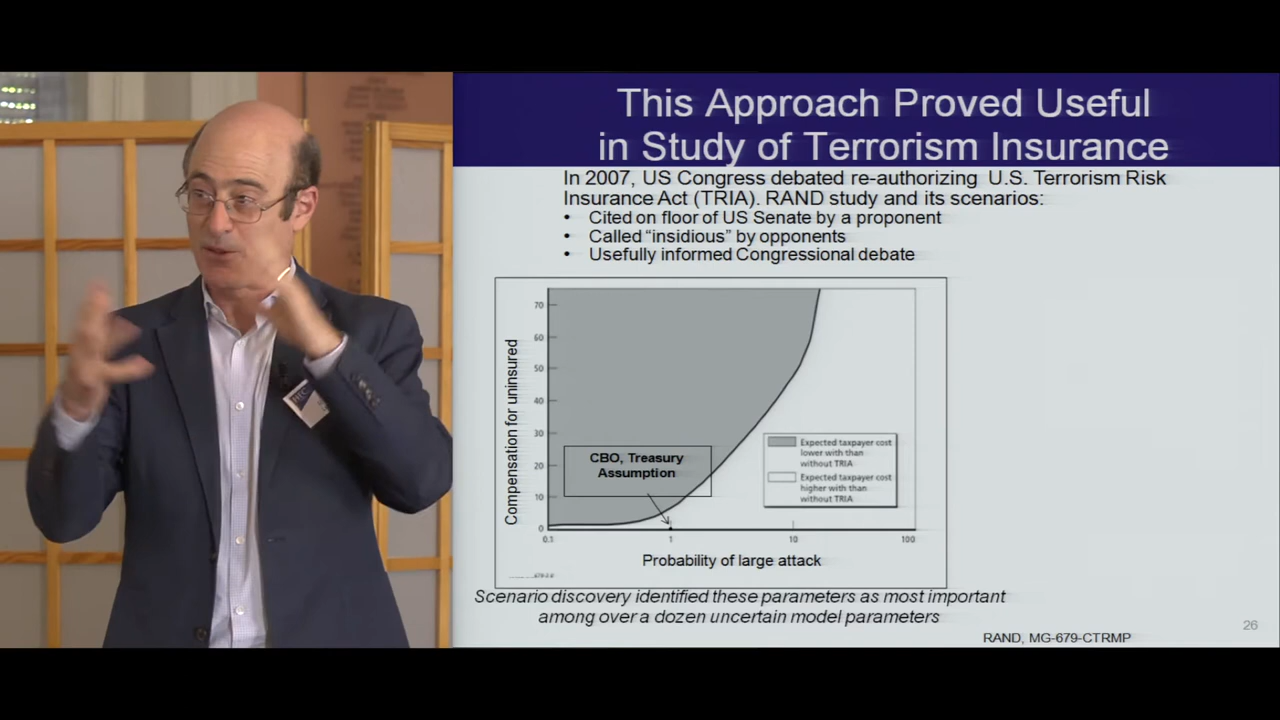 This Approach Proved Useful
in Study of Terrorism Insurance
In 2007, US Congress debated re-authorizing U.S. Terrorism Risk
Insurance Act (TRIA). RAND study and its scenarios:
• Cited on floor of US Senate by a proponent
• Called “insidious” by opponents
• Usefully informed Congressional debate
Compensation for uninsured
70
60
50
40
30
20
10
0
CBO, Treasury
Assumption
Expected taxpayer cost
lower with than
without TRIA
Expected taxpayer cost
higher with than
without TRIA
0.1 1 10 100
Probability of large attack
Scenario discovery identified these parameters as most important
among over a dozen uncertain model parameters
26
RAND, MG-679-CTRMP